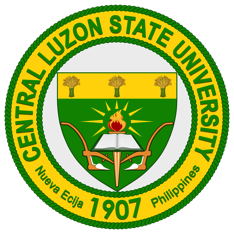 CENTRAL LUZON STATE UNIVERSITY
Nueva Ecija
1907
Philippines